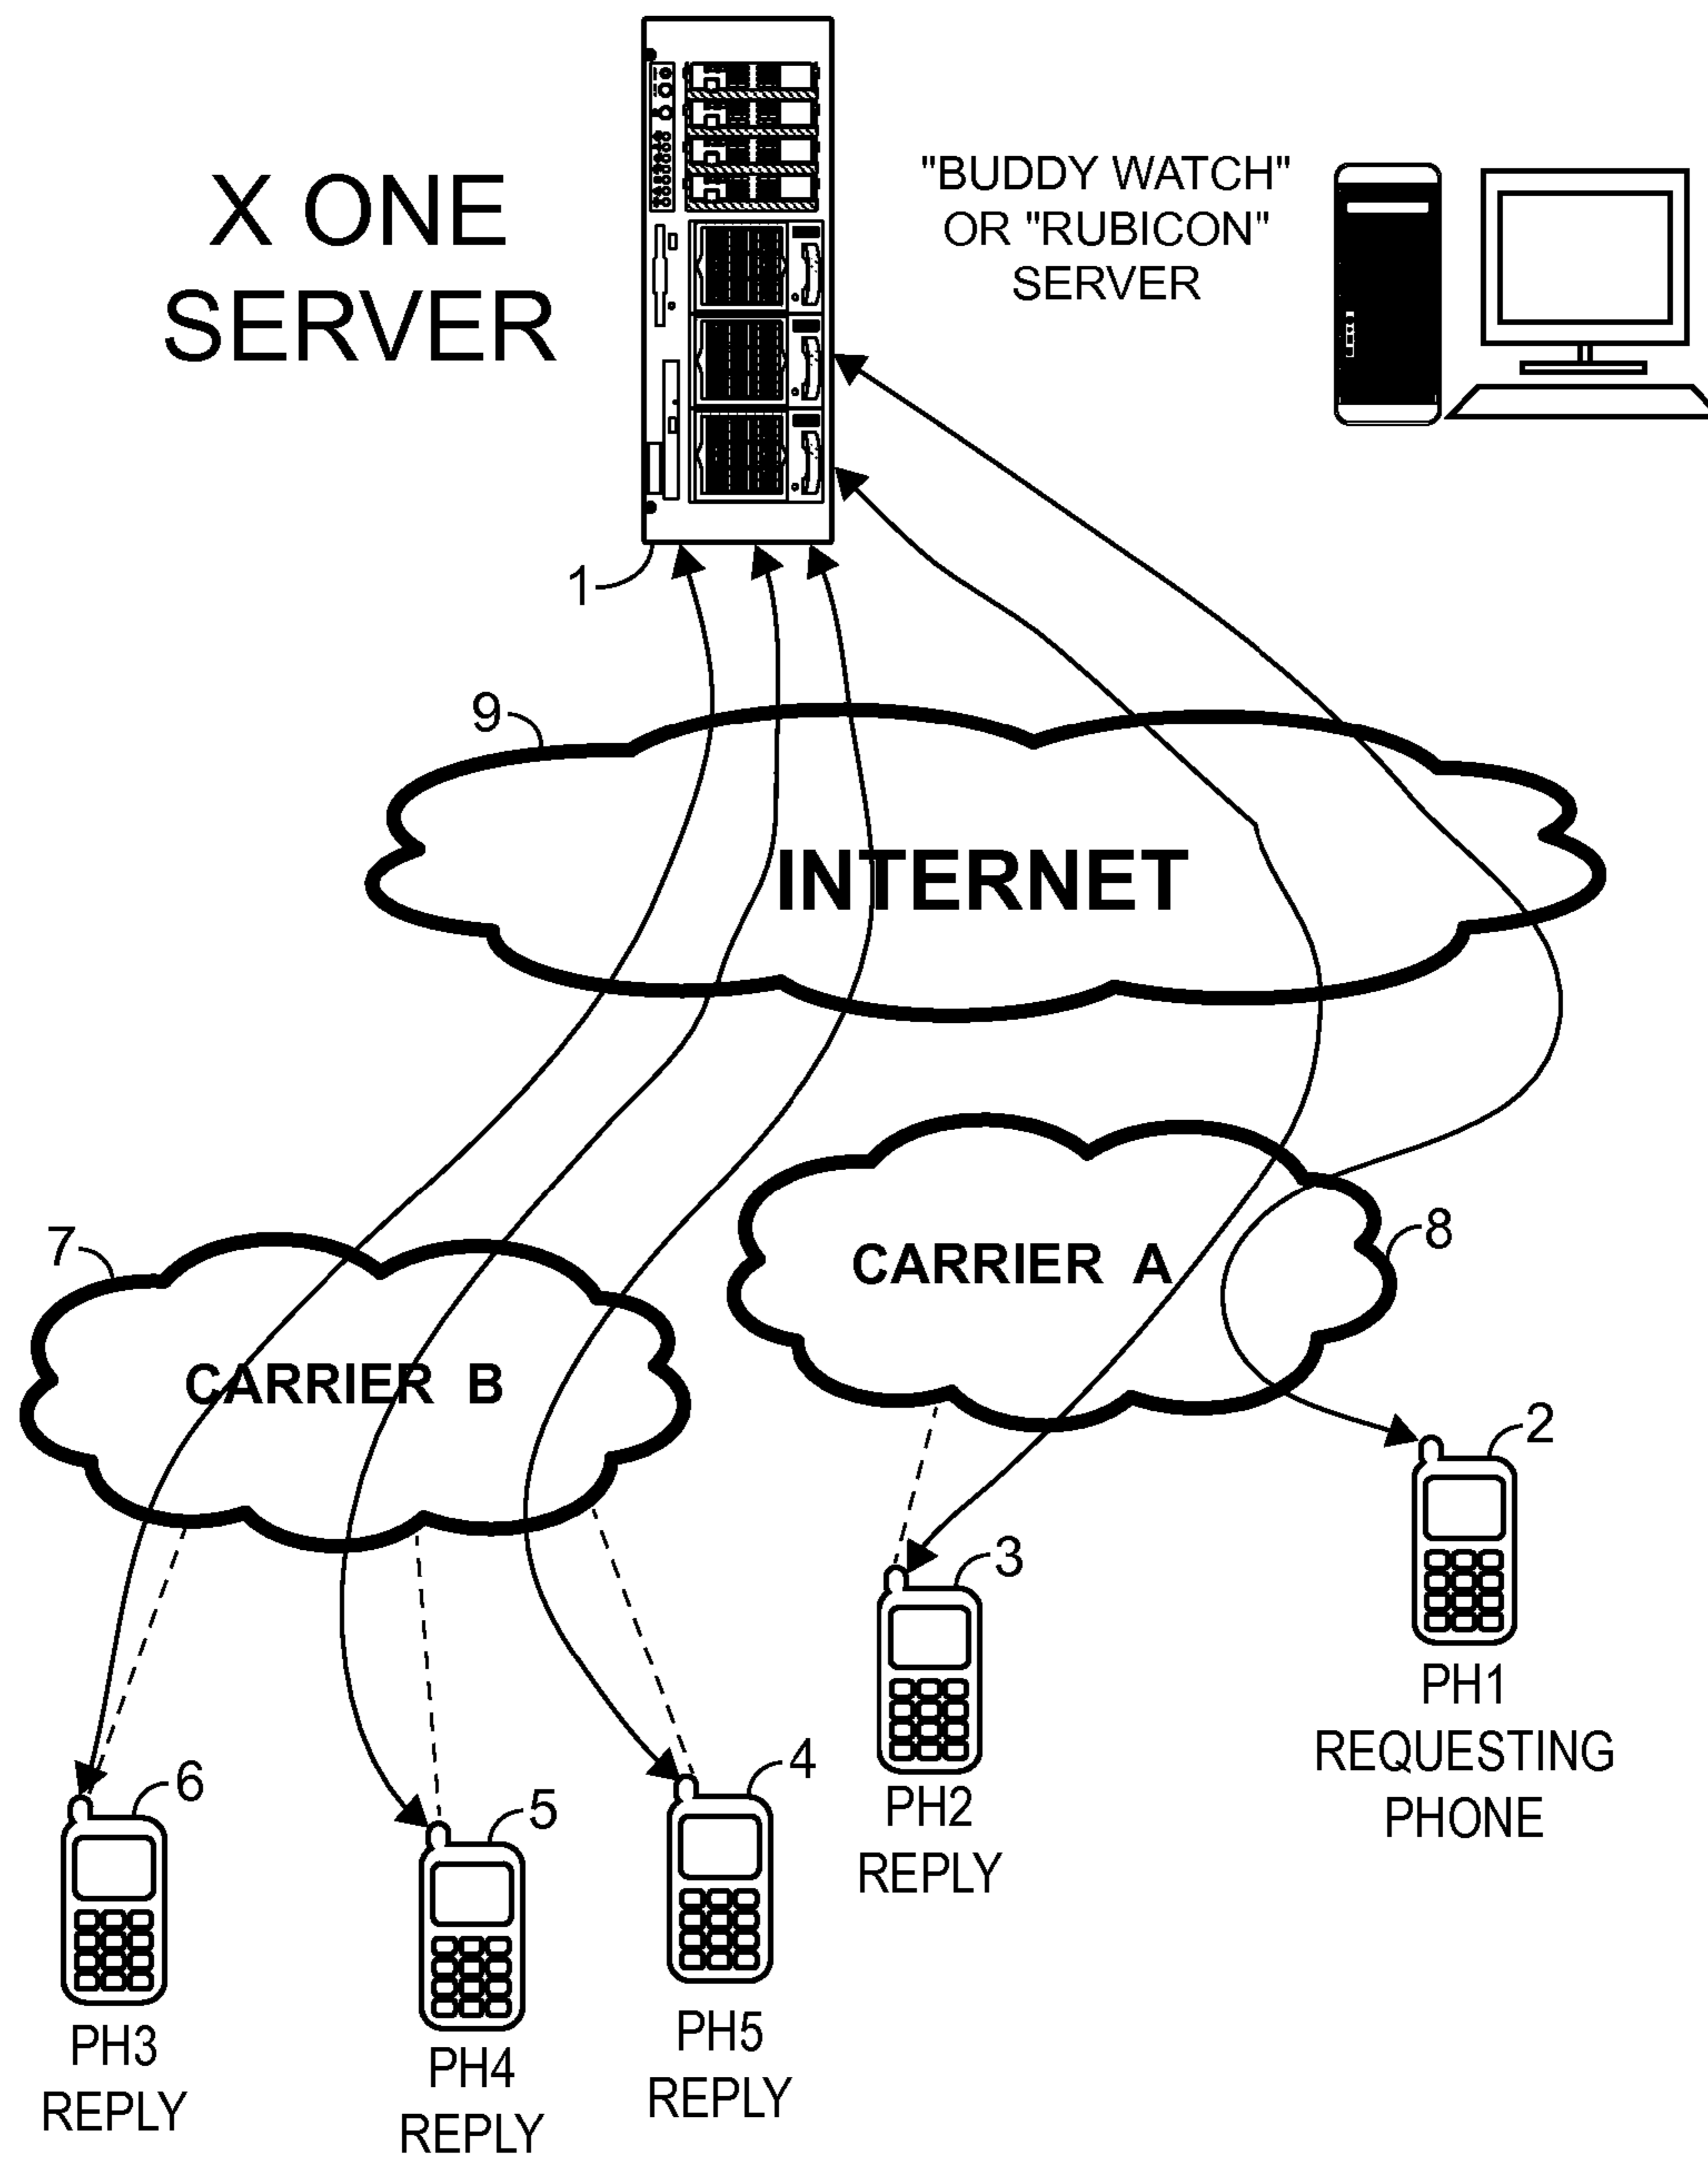 X ONE
SERVER
"BUDDY WATCH"
OR "RUBICON"
SERVER
1
9
INTERNET
7
CARRIER B
CARRIER A
8
2
3
PH1
REQUESTING
PHONE
4
6
5
PH2
REPLY
PH3
REPLY
PH4
REPLY
PH5
REPLY